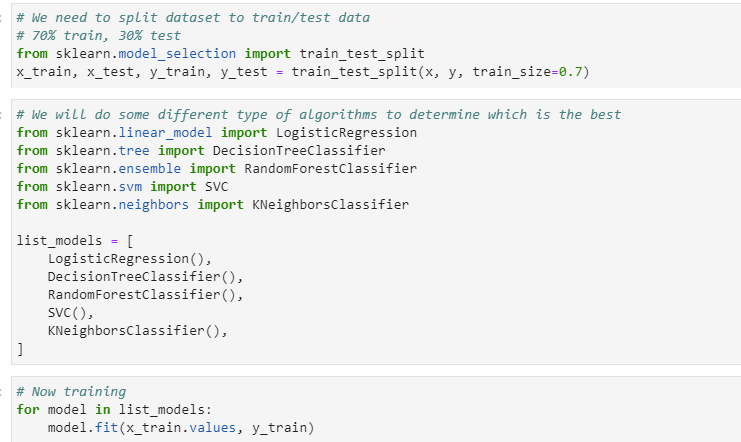 # We need to split dataset to train/test data
# 70% train, 30% test
from sklearn.model_selection import train_test_split
x_train, x_test, y_train, y_test = train_test_split(x, y, train_size=0.7)
# We will do some different type of algorithms to determine which is the best
from sklearn.linear_model import LogisticRegression
from sklearn.tree import DecisionTreeClassifier
from sklearn.ensemble import RandomForestClassifier
from sklearn.svm import SVC
from sklearn.neighbors import KNeighborsClassifier
list_models = [
    LogisticRegression(),
    DecisionTreeClassifier(),
    RandomForestClassifier(),
    SVC(),
    KNeighborsClassifier(),
]
# Now training
for model in list_models:
    model.fit(x_train.values, y_train)